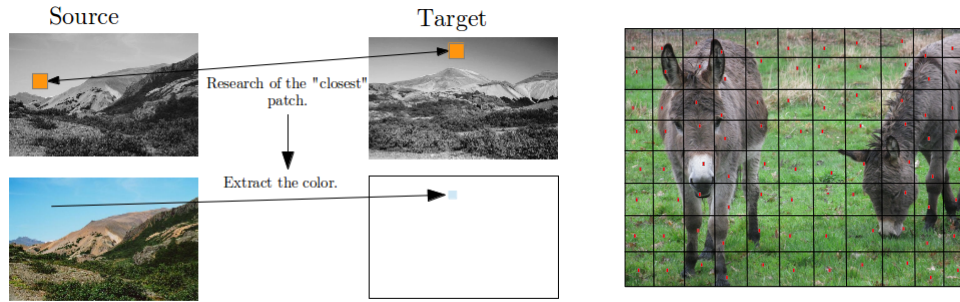 Source
Target
Research of the "closest"
patch.
Extract the color.